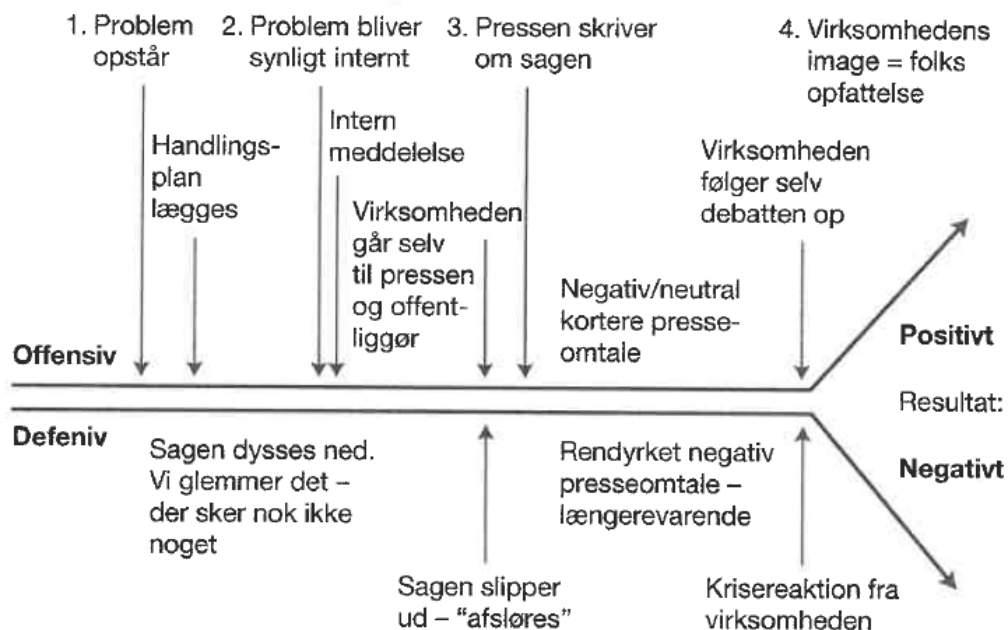 1. Problem
opstår
2. Problem bliver
synligt internt
3. Pressen skriver
om sagen
4. Virksomhedens
image = folks
opfattelse
Handlings-
plan
lægges
Intern
meddelelse
Virksomheden
går selv
til pressen
og offent-
liggør
Negativ/neutral
kortere presse-
omtale
Virksomheden
følger selv
debatten op
Offensiv
Positivt
Resultat:
Defeniv
Negativt
Sagen dysses ned.
Vi glemmer det –
der sker nok ikke
noget
Sagen slipper
ud – “afsløres”
Rendyrket negativ
presseomtale –
længerevarende
Krisereaktion fra
virksomheden